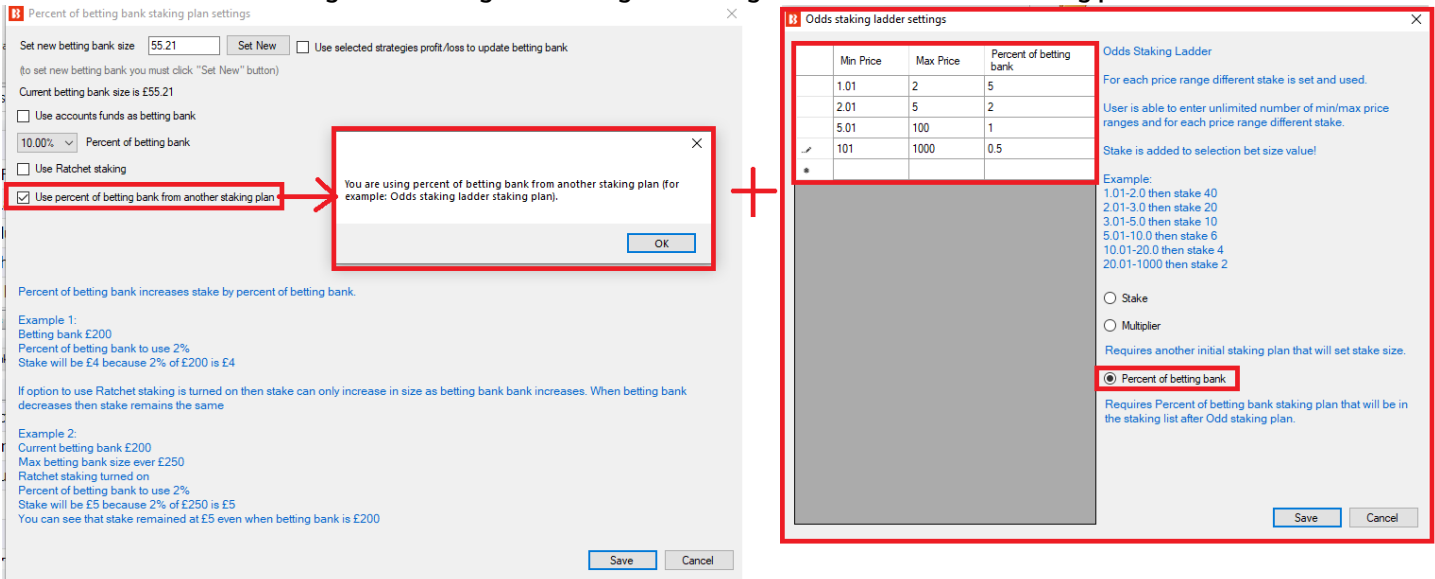 Percent of betting bank staking plan settings
Set new betting bank size 55.21 Set New Use selected strategies profit/loss to update betting bank
(to set new betting bank you must click "Set New" button)
Current betting bank size is £55.21
Use accounts funds as betting bank
10.00% Percent of betting bank
Use Ratchet staking
Use percent of betting bank from another staking plan
You are using percent of betting bank from another staking plan (for
example: Odds staking ladder staking plan).
OK
Percent of betting bank increases stake by percent of betting bank.
Example 1:
Betting bank £200
Percent of betting bank to use 2%
Stake will be £4 because 2% of £200 is £4
If option to use Ratchet staking is turned on then stake can only increase in size as betting bank bank increases. When betting bank
decreases then stake remains the same
Example 2:
Current betting bank £200
Max betting bank size ever £250
Ratchet staking turned on
Percent of betting bank to use 2%
Stake will be £5 because 2% of £250 is £5
You can see that stake remained at £5 even when betting bank is £200
Save Cancel
Odds staking ladder settings
Min Price Max Price Percent of betting
bank
1.01 2 5
2.01 5 2
5.01 100 1
101 1000 0.5
Odds Staking Ladder
For each price range different stake is set and used.
User is able to enter unlimited number of min/max price
ranges and for each price range different stake.
Stake is added to selection bet size value!
Example:
1.01-2.0 then stake 40
2.01-3.0 then stake 20
3.01-5.0 then stake 10
5.01-10.0 then stake 6
10.01-20.0 then stake 4
20.01-1000 then stake 2
Stake
Multiplier
Requires another initial staking plan that will set stake size.
Percent of betting bank
Requires Percent of betting bank staking plan that will be in
the staking list after Odd staking plan.
Save Cancel